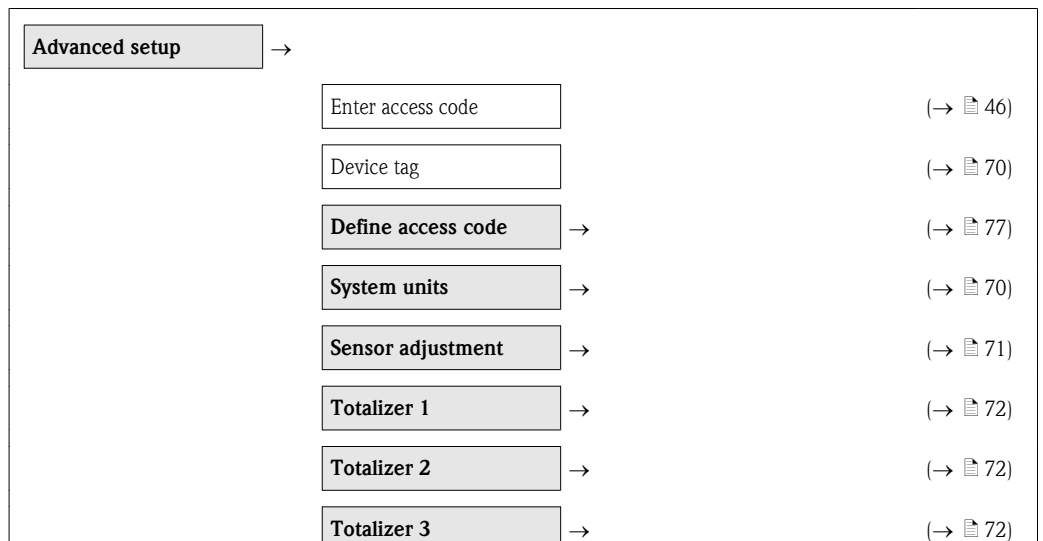 Advanced setup →
Enter access code (→ 46)
Device tag (→ 70)
Define access code → (→ 77)
System units → (→ 70)
Sensor adjustment → (→ 71)
Totalizer 1 → (→ 72)
Totalizer 2 → (→ 72)
Totalizer 3 → (→ 72)